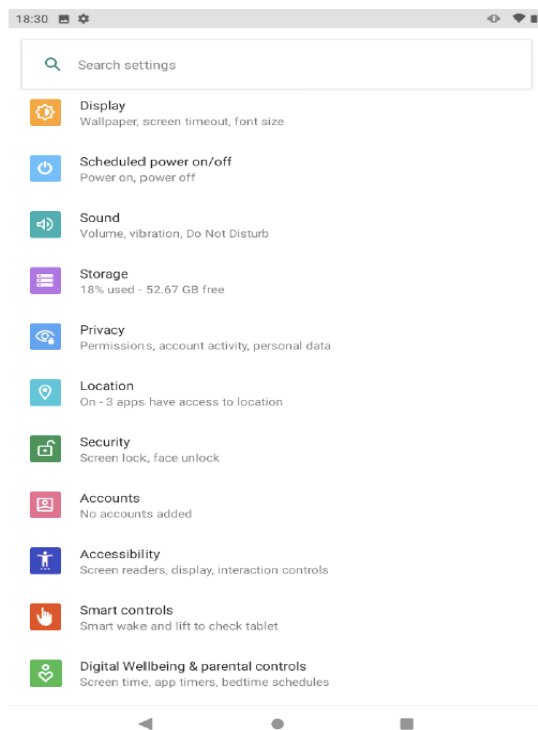 18:30
Search settings
Display
Wallpaper, screen timeout, font size
Scheduled power on/off
Power on, power off
Sound
Volume, vibration, Do Not Disturb
Storage
18% used - 52.67 GB free
Privacy
Permissions, account activity, personal data
Location
On - 3 apps have access to location
Security
Screen lock, face unlock
Accounts
No accounts added
Accessibility
Screen readers, display, interaction controls
Smart controls
Smart wake and lift to check tablet
Digital Wellbeing & parental controls
Screen time, app timers, bedtime schedules